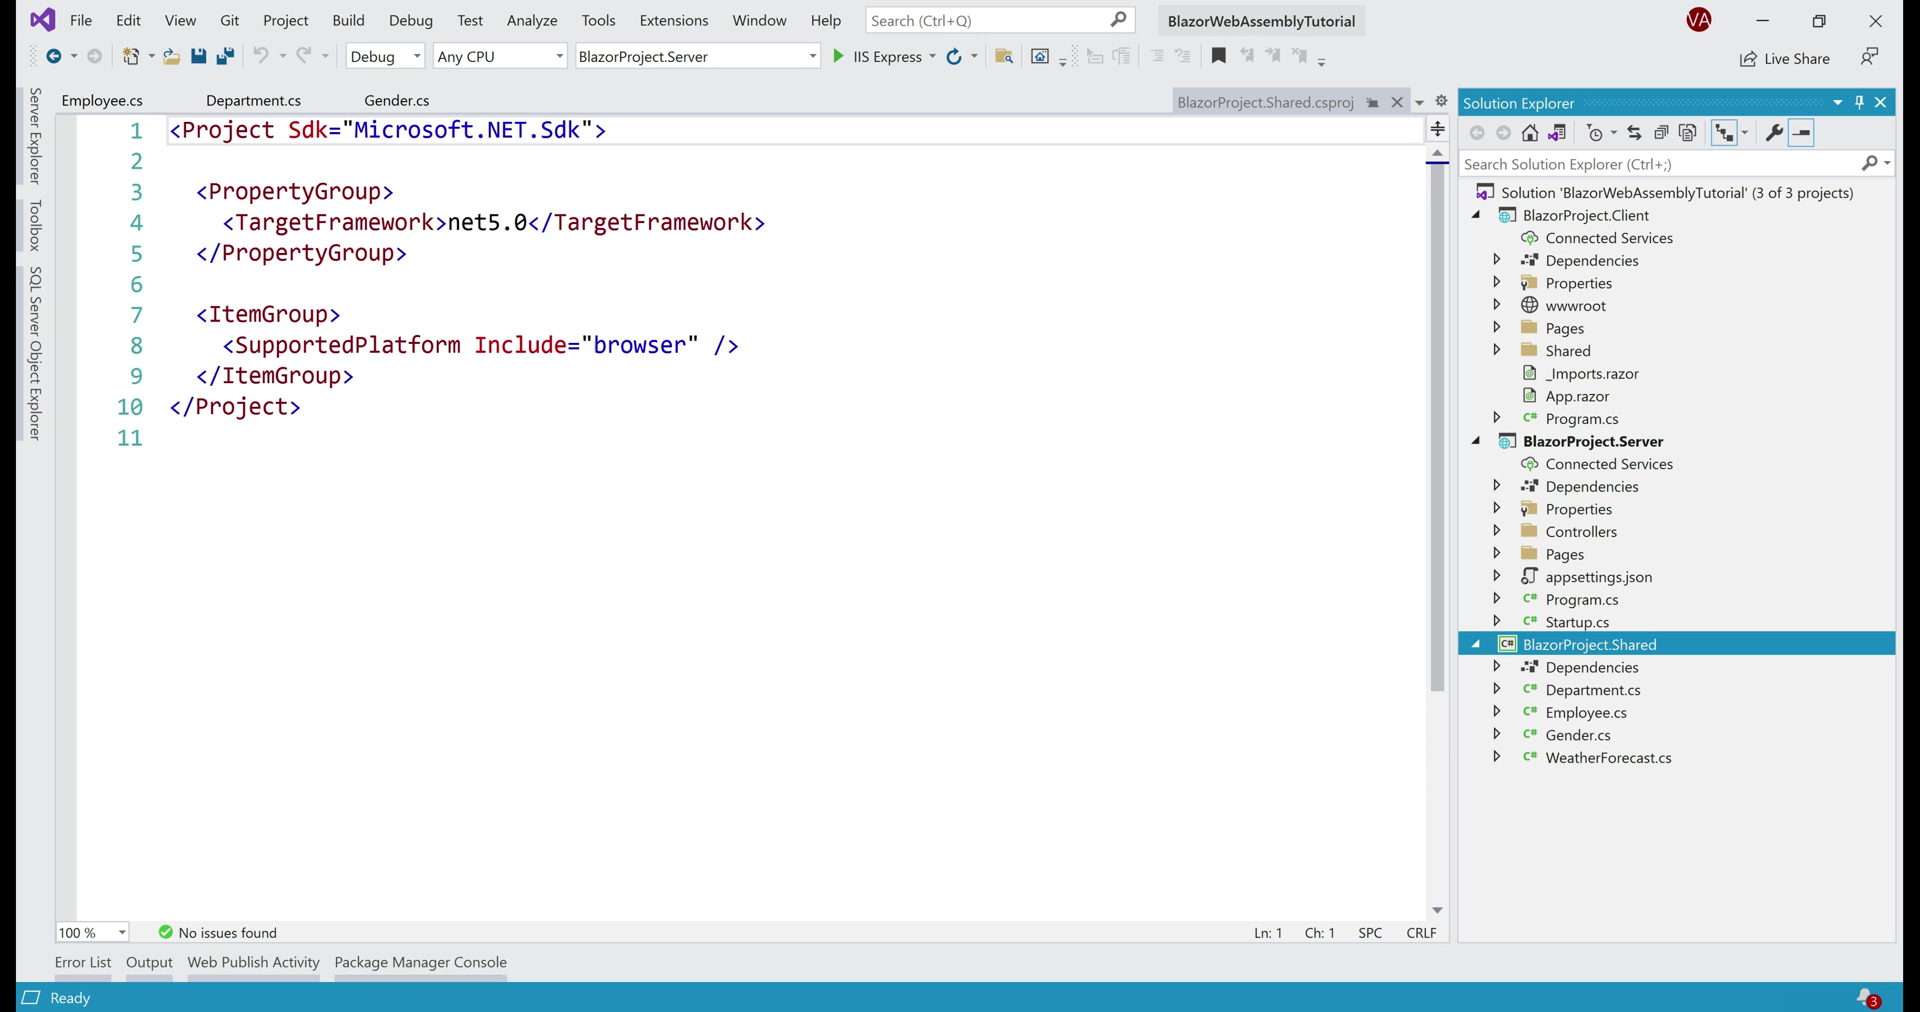 File Edit View Git Project Build Debug Test Analyze Tools Extensions Window Help Search (Ctrl+Q) BlazorWebAssemblyTutorial VA
Debug Any CPU BlazorProject.Server IIS Express Live Share
Employee.cs Department.cs Gender.cs BlazorProject.Shared.csproj
Server Explorer
Toolbox
SQL Server Object Explorer
1 <Project Sdk="Microsoft.NET.Sdk">
2
3 <PropertyGroup>
4 <TargetFramework>net5.0</TargetFramework>
5 </PropertyGroup>
6
7 <ItemGroup>
8 <SupportedPlatform Include="browser" />
9 </ItemGroup>
10 </Project>
11
100 % No issues found Ln: 1 Ch: 1 SPC CRLF
Solution Explorer
Search Solution Explorer (Ctrl+;)
Solution 'BlazorWebAssemblyTutorial' (3 of 3 projects)
BlazorProject.Client
Connected Services
Dependencies
Properties
wwwroot
Pages
Shared
_Imports.razor
App.razor
C# Program.cs
BlazorProject.Server
Connected Services
Dependencies
Properties
Controllers
Pages
appsettings.json
C# Program.cs
C# Startup.cs
C# BlazorProject.Shared
Dependencies
C# Department.cs
C# Employee.cs
C# Gender.cs
C# WeatherForecast.cs
Error List Output Web Publish Activity Package Manager Console
Ready 3